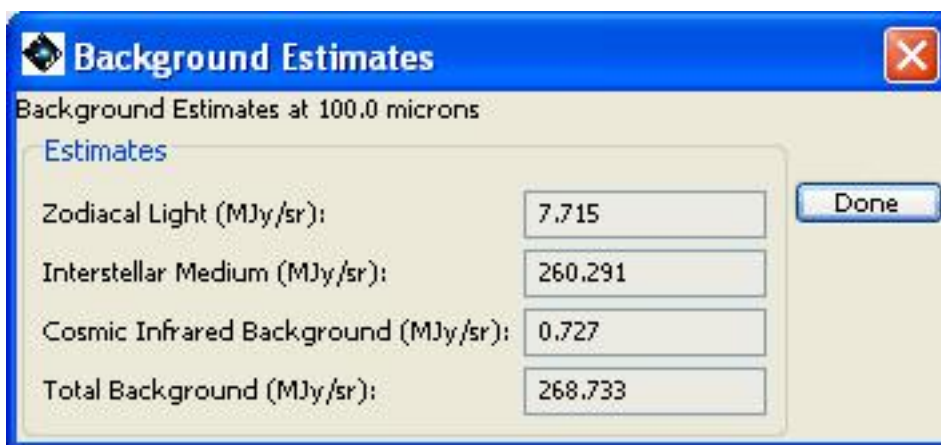 Background Estimates
Background Estimates at 100.0 microns
Estimates
Zodiacal Light (MJy/sr): 7.715
Done
Interstellar Medium (MJy/sr): 260.291
Cosmic Infrared Background (MJy/sr): 0.727
Total Background (MJy/sr): 268.733